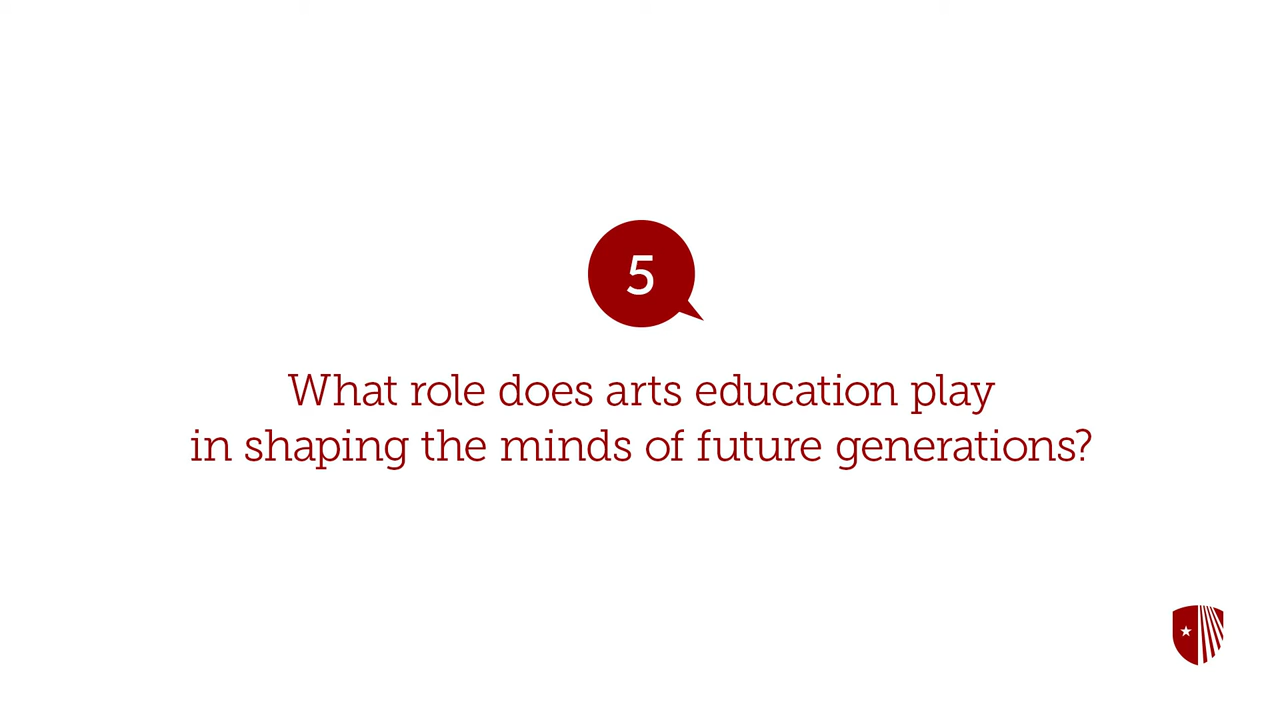 5
What role does arts education play
in shaping the minds of future generations?